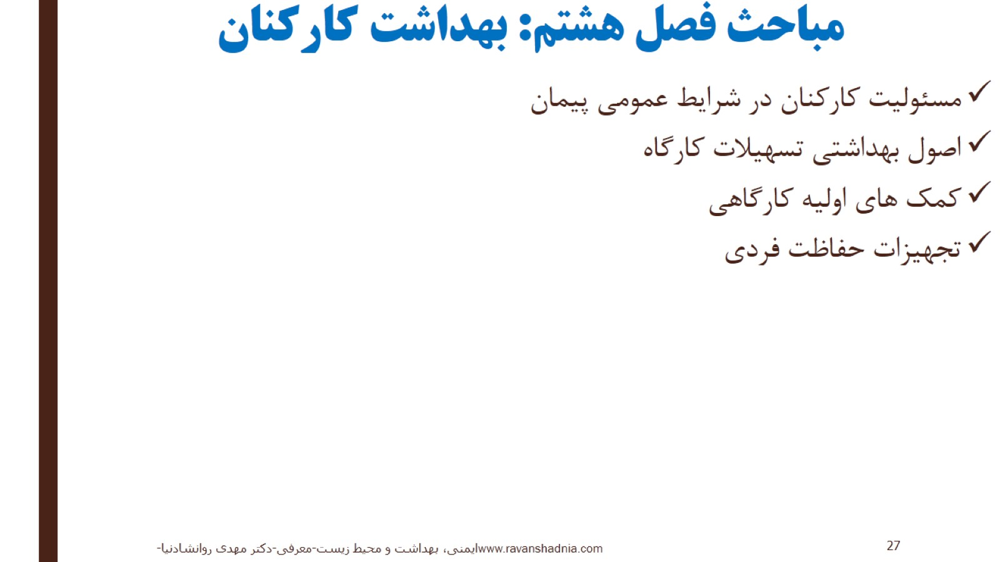 مباحث فصل هشتم: بهداشت کارکنان
✓ مسئولیت کارکنان در شرایط عمومی پیمان
✓ اصول بهداشتی تسهیلات کارگاه
✓ کمک های اولیه کارگاهی
✓ تجهیزات حفاظت فردی
ایمنی، بهداشت و محیط زیست-معرفی-دکتر مهدی روانشادنیا-www.ravanshadnia.com
27